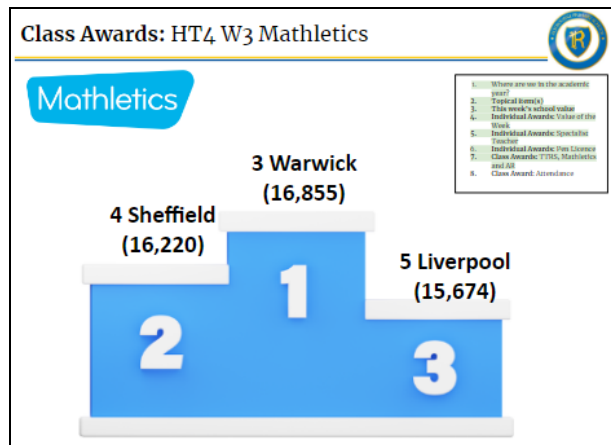 Class Awards: HT4 W3 Mathletics
R
Mathletics
1. Where are we in the academic
year?
2. Topical item(s)
3. This week's school value
4. Individual Awards: Value of the
Week
5. Individual Awards: Specialist
Teacher
6. Individual Awards: Pen Licence
7. Class Awards: TTRS, Mathletics
and AR
8. Class Award: Attendance
3 Warwick
(16,855)
4 Sheffield
(16,220)
5 Liverpool
(15,674)
1
2
3